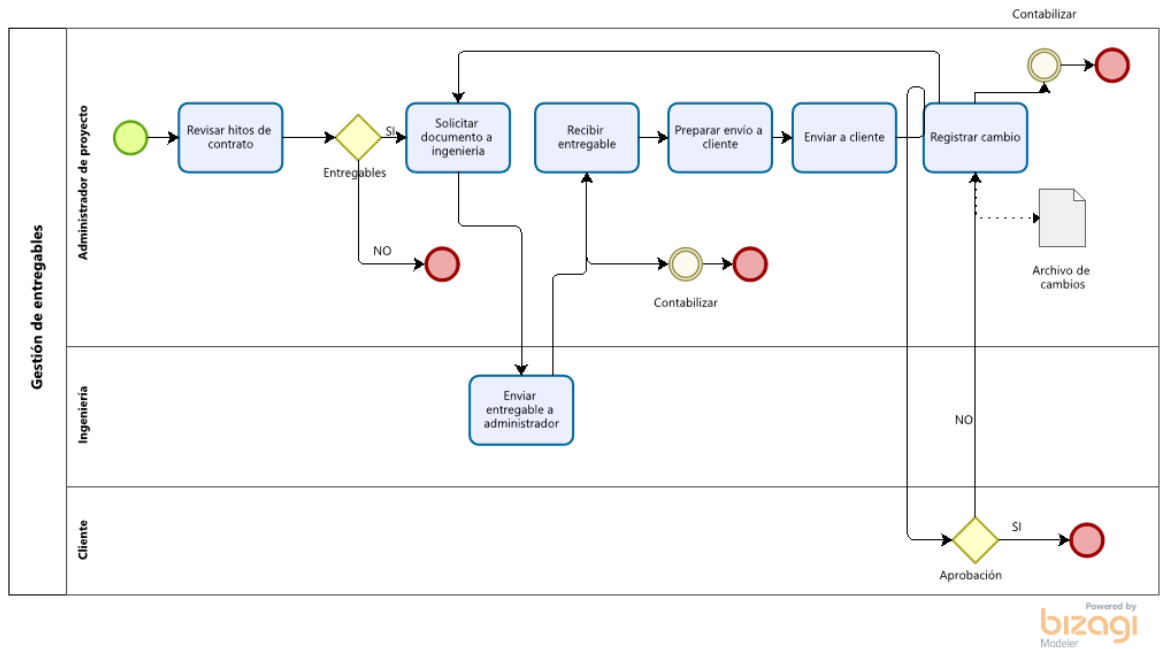 Contabilizar
Gestión de entregables
Administrador de proyecto
Revisar hitos de
contrato
Entregables
SI
NO
Solicitar
documento a
ingeniería
Recibir
entregable
Preparar envío a
cliente
Enviar a cliente
Registrar cambio
Contabilizar
Archivo de
cambios
Ingeniería
Enviar
entregable a
administrador
NO
Cliente
SI
Aprobación
Powered by
bizagi
Modeler